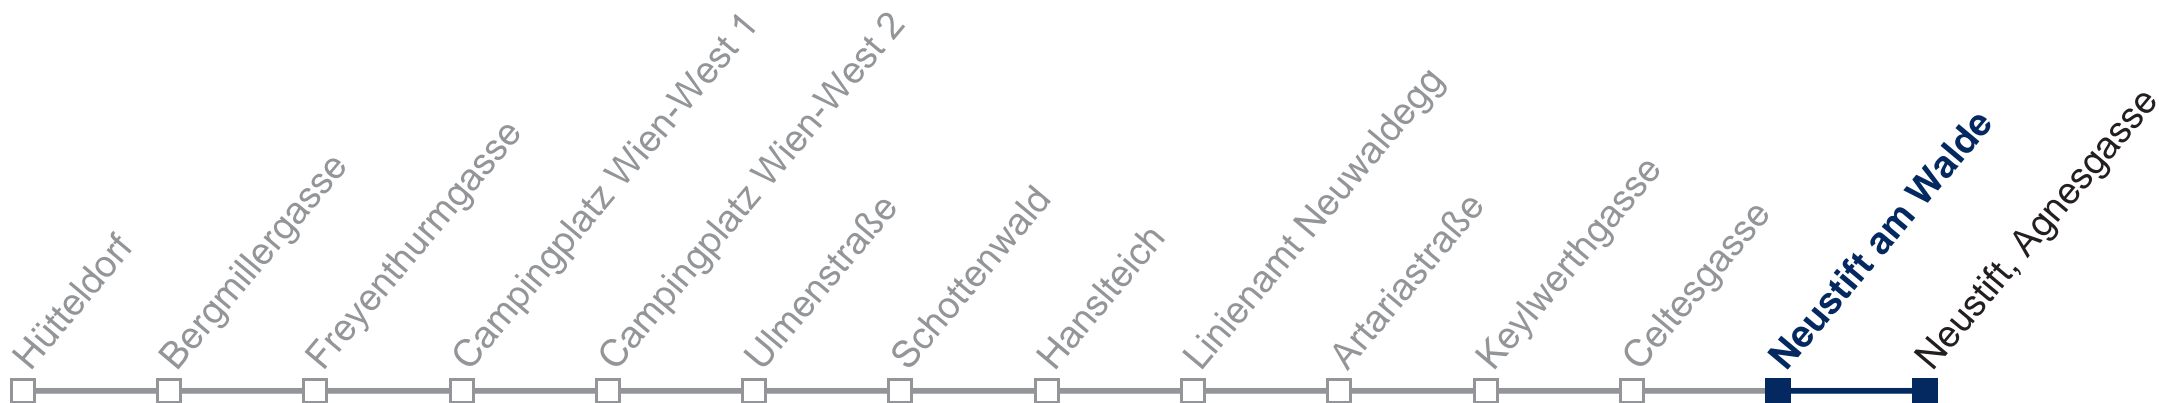 Hütteldorf
Bergmillergasse
Freyenthurmgasse
Campingplatz Wien-West 1
Campingplatz Wien-West 2
Ulmenstraße
Schottenwald
Hanslteich
Linienamt Neuwaldegg
Artariastraße
Keylwerthgasse
Celtesgasse
Neustift am Walde
Neustift, Agnesgasse